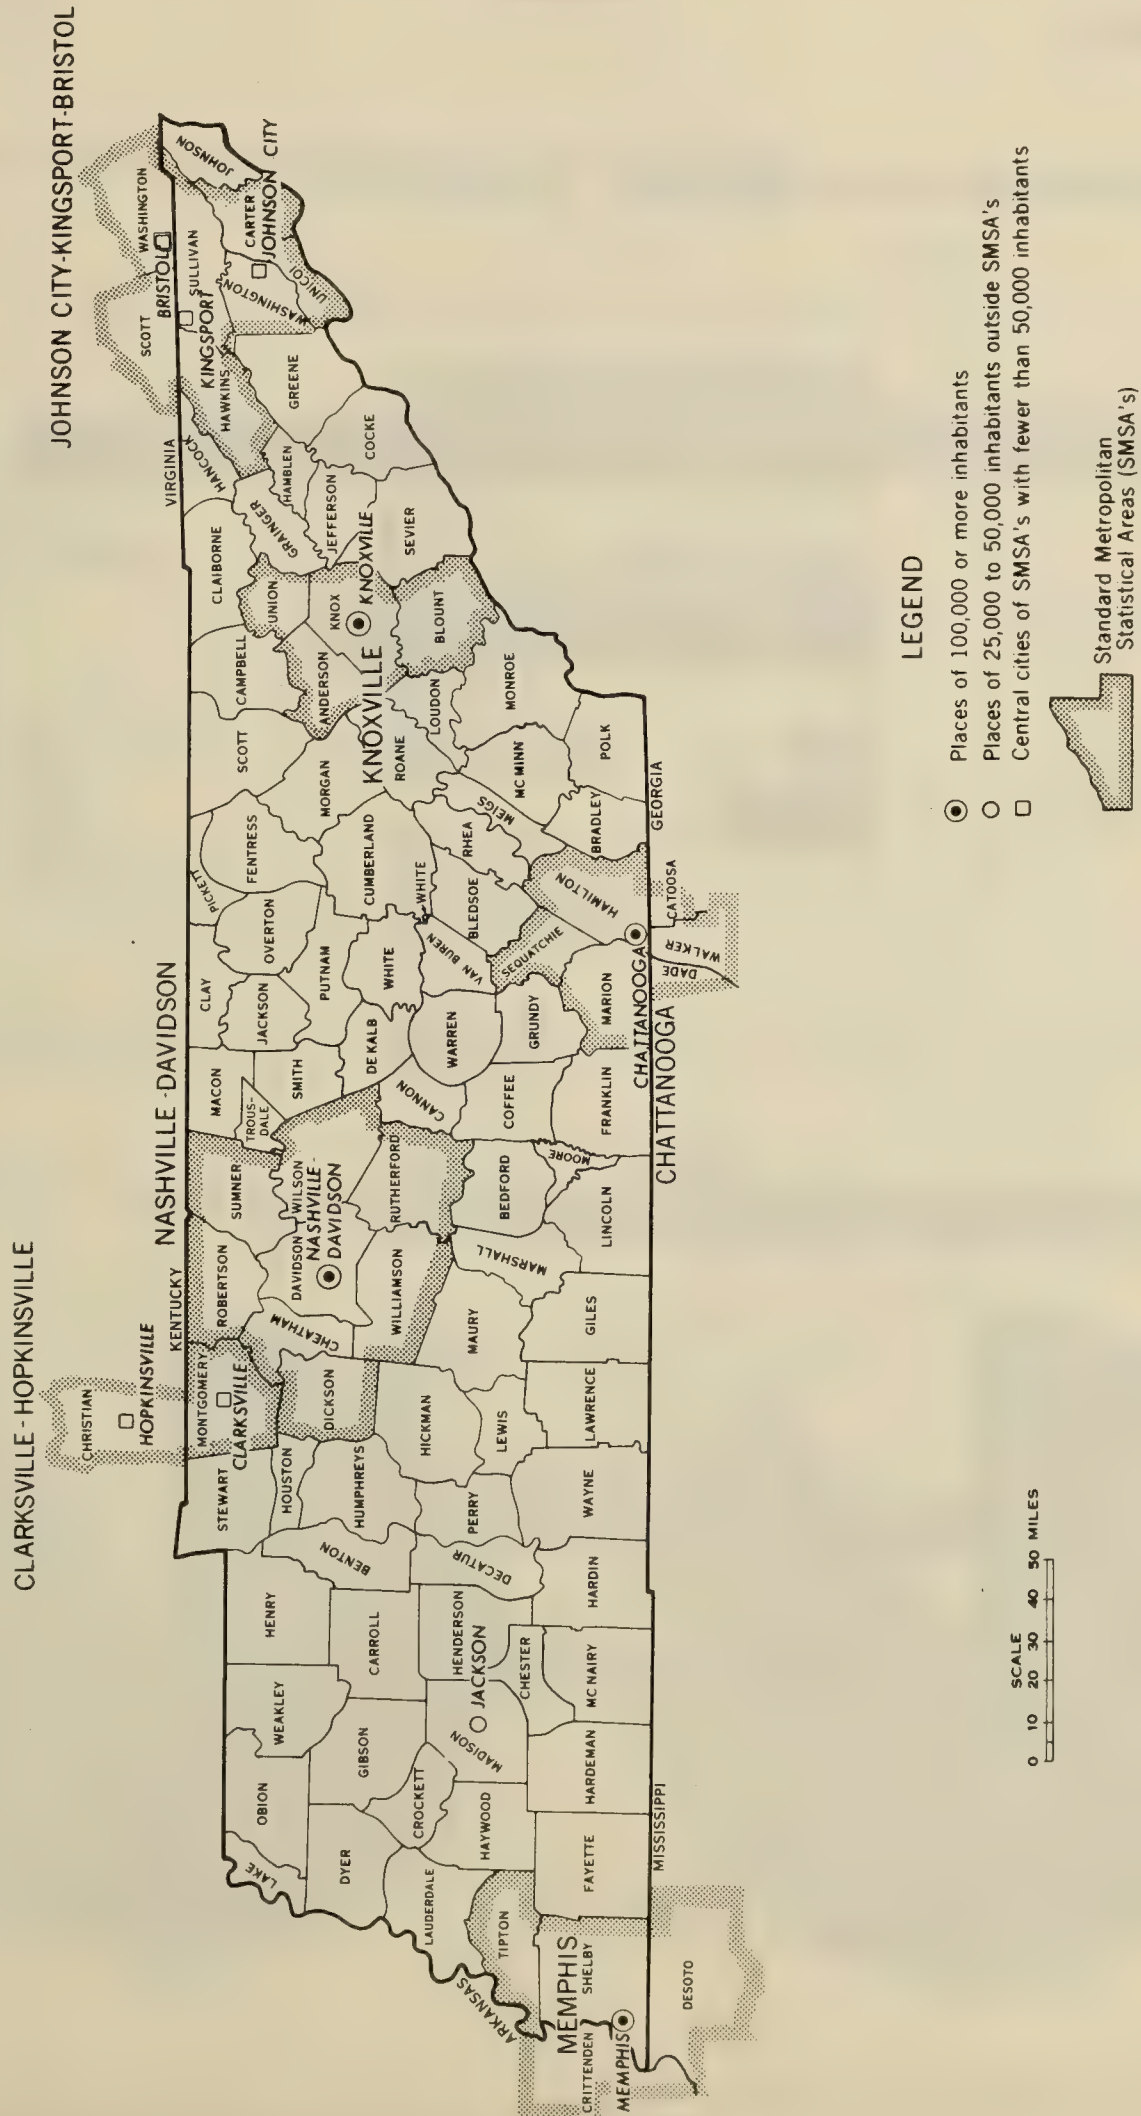 CLARKSVILLE - HOPKINSVILLE
JOHNSON CITY-KINGSPORT-BRISTOL
NASHVILLE -DAVIDSON
CHRISTIAN
HOPKINSVILLE
KENTUCKY
VIRGINIA
SCOTT
WASHINGTON
BRISTOL
LAKE
OBION
WEAKLEY
HENRY
STEWART
MONTGOMERY
CLARKSVILLE
ROBERTSON
SUMNER
MACON
TROUS-
DALE
CLAY
PICKETT
SCOTT
CAMPBELL
CLAIBORNE
HANCOCK
HAWKINS
KINGSPORT
SULLIVAN
JOHNSON
CARTER
JOHNSON CITY
WASHINGTON
UNICOI
GREENE
DYER
GIBSON
CARROLL
BENTON
HOUSTON
HUMPHREYS
DICKSON
CHEATHAM
DAVIDSON
WILSON
NASHVILLE -
DAVIDSON
SMITH
JACKSON
OVERTON
FENTRESS
PUTNAM
MORGAN
ANDERSON
UNION
KNOX
KNOXVILLE
KNOXVILLE
GRAINGER
HAMBLEN
JEFFERSON
COCKE
SEVIER
LAUDERDALE
CROCKETT
HAYWOOD
MADISON
JACKSON
HENDERSON
CHESTER
DECATUR
PERRY
HICKMAN
LEWIS
MAURY
WILLIAMSON
RUTHERFORD
CANNON
DE KALB
WARREN
WHITE
WHITE
VAN BUREN
CUMBERLAND
BLEDSOE
RHEA
MEIGS
ROANE
LOUDON
BLOUNT
MONROE
MC MINN
ARKANSAS
TIPTON
MEMPHIS
SHELBY
CRITTENDEN
MEMPHIS
FAYETTE
HARDEMAN
MC NAIRY
HARDIN
WAYNE
LAWRENCE
GILES
MARSHALL
BEDFORD
LINCOLN
MOORE
COFFEE
FRANKLIN
GRUNDY
SEQUATCHIE
MARION
HAMILTON
BRADLEY
POLK
CHATTANOOGA
CHATTANOOGA
DESOTO
MISSISSIPPI
DADE
WALKER
CATOOSA
GEORGIA
SCALE
0 10 20 30 40 50 MILES
LEGEND
Places of 100,000 or more inhabitants
Places of 25,000 to 50,000 inhabitants outside SMSA's
Central cities of SMSA's with fewer than 50,000 inhabitants
Standard Metropolitan
Statistical Areas (SMSA's)